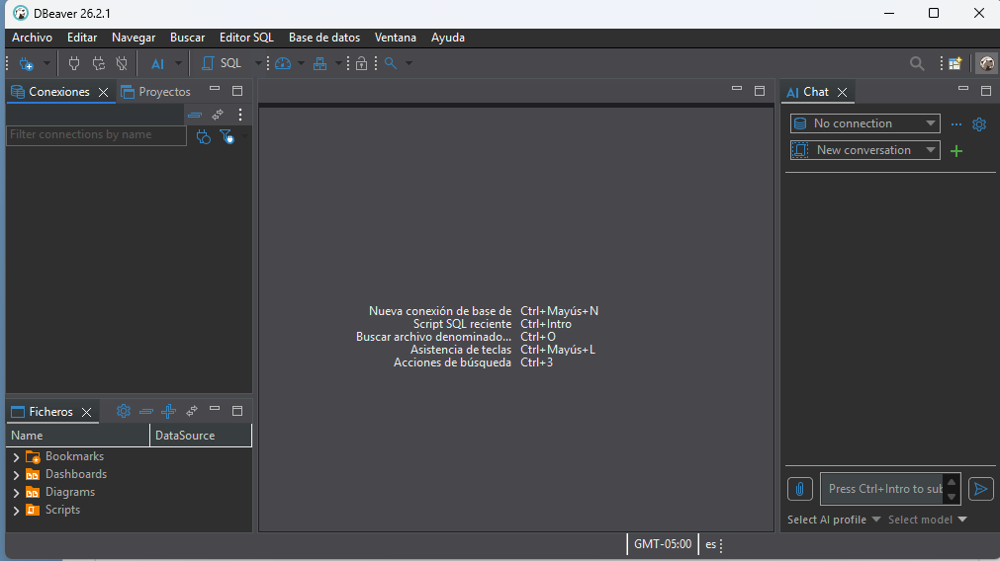 DBeaver 26.2.1
Archivo Editar Navegar Buscar Editor SQL Base de datos Ventana Ayuda
AI SQL
Conexiones Proyectos
Filter connections by name
Nueva conexión de base de Ctrl+Mayús+N
Script SQL reciente Ctrl+Intro
Buscar archivo denominado... Ctrl+O
Asistencia de teclas Ctrl+Mayús+L
Acciones de búsqueda Ctrl+3
Ficheros
Name DataSource
Bookmarks
Dashboards
Diagrams
Scripts
AI Chat
No connection
New conversation
Press Ctrl+Intro to sub
Select AI profile Select model
GMT-05:00 es